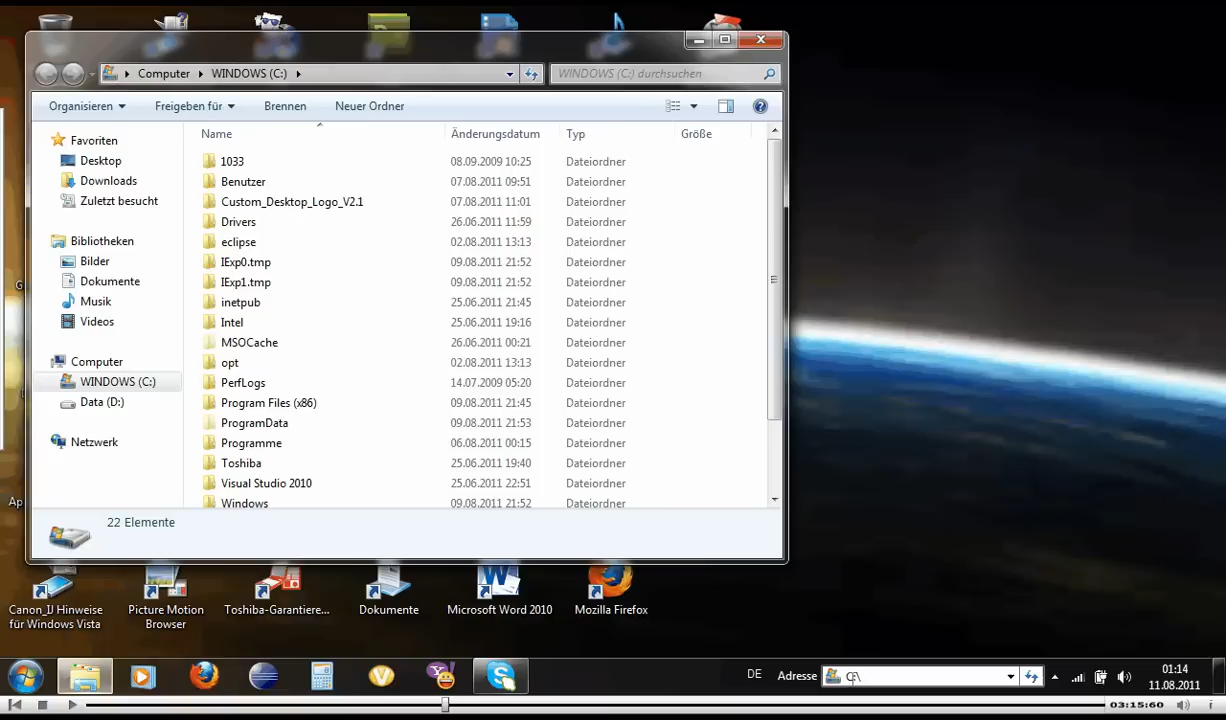 Computer
WINDOWS (C:)
WINDOWS (C:) durchsuchen
Organisieren
Freigeben für
Brennen
Neuer Ordner
Favoriten
Desktop
Downloads
Zuletzt besucht
Bibliotheken
Bilder
Dokumente
Musik
Videos
Computer
WINDOWS (C:)
Data (D:)
Netzwerk
Name Änderungsdatum Typ Größe
1033 08.09.2009 10:25 Dateiordner
Benutzer 07.08.2011 09:51 Dateiordner
Custom_Desktop_Logo_V2.1 07.08.2011 11:01 Dateiordner
Drivers 26.06.2011 11:59 Dateiordner
eclipse 02.08.2011 13:13 Dateiordner
IExp0.tmp 09.08.2011 21:52 Dateiordner
IExp1.tmp 09.08.2011 21:52 Dateiordner
inetpub 25.06.2011 21:45 Dateiordner
Intel 25.06.2011 19:16 Dateiordner
MSOCache 26.06.2011 00:21 Dateiordner
opt 02.08.2011 13:13 Dateiordner
PerfLogs 14.07.2009 05:20 Dateiordner
Program Files (x86) 09.08.2011 21:45 Dateiordner
ProgramData 09.08.2011 21:53 Dateiordner
Programme 06.08.2011 00:15 Dateiordner
Toshiba 25.06.2011 19:40 Dateiordner
Visual Studio 2010 25.06.2011 22:51 Dateiordner
Windows 09.08.2011 21:52 Dateiordner
22 Elemente
Canon_IJ Hinweise
für Windows Vista
Picture Motion
Browser
Toshiba-Garantiere...
Dokumente
Microsoft Word 2010
Mozilla Firefox
DE
Adresse
C:\
01:14
11.08.2011
03:15:60